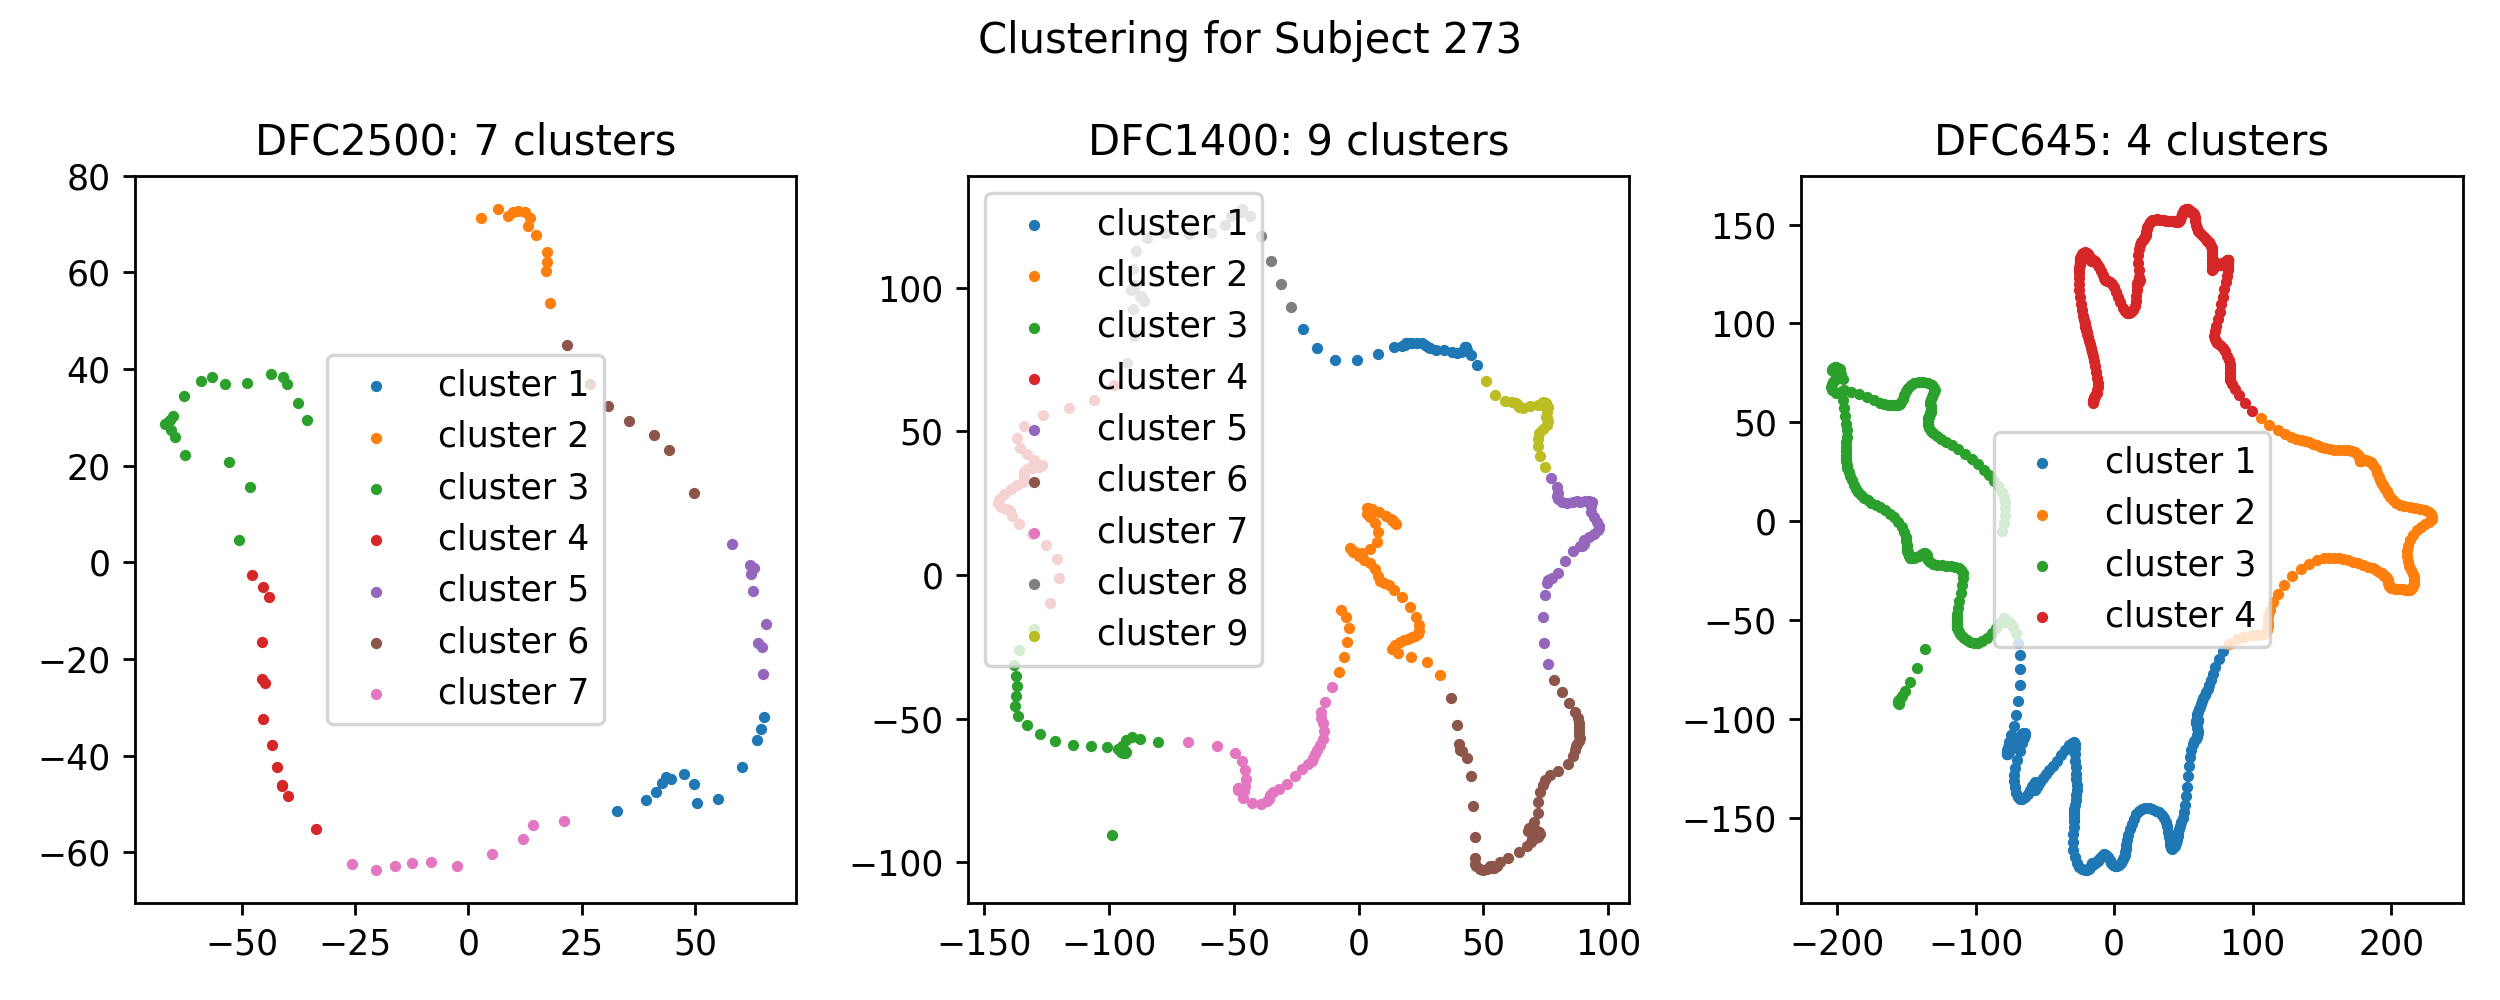 Clustering for Subject 273
DFC2500: 7 clusters
80
60
40
20
0
−20
−40
−60
−50
−25
0
25
50
cluster 1
cluster 2
cluster 3
cluster 4
cluster 5
cluster 6
cluster 7
DFC1400: 9 clusters
100
50
0
−50
−100
−150
−100
−50
0
50
100
cluster 1
cluster 2
cluster 3
cluster 4
cluster 5
cluster 6
cluster 7
cluster 8
cluster 9
DFC645: 4 clusters
150
100
50
0
−50
−100
−150
−200
−100
0
100
200
cluster 1
cluster 2
cluster 3
cluster 4